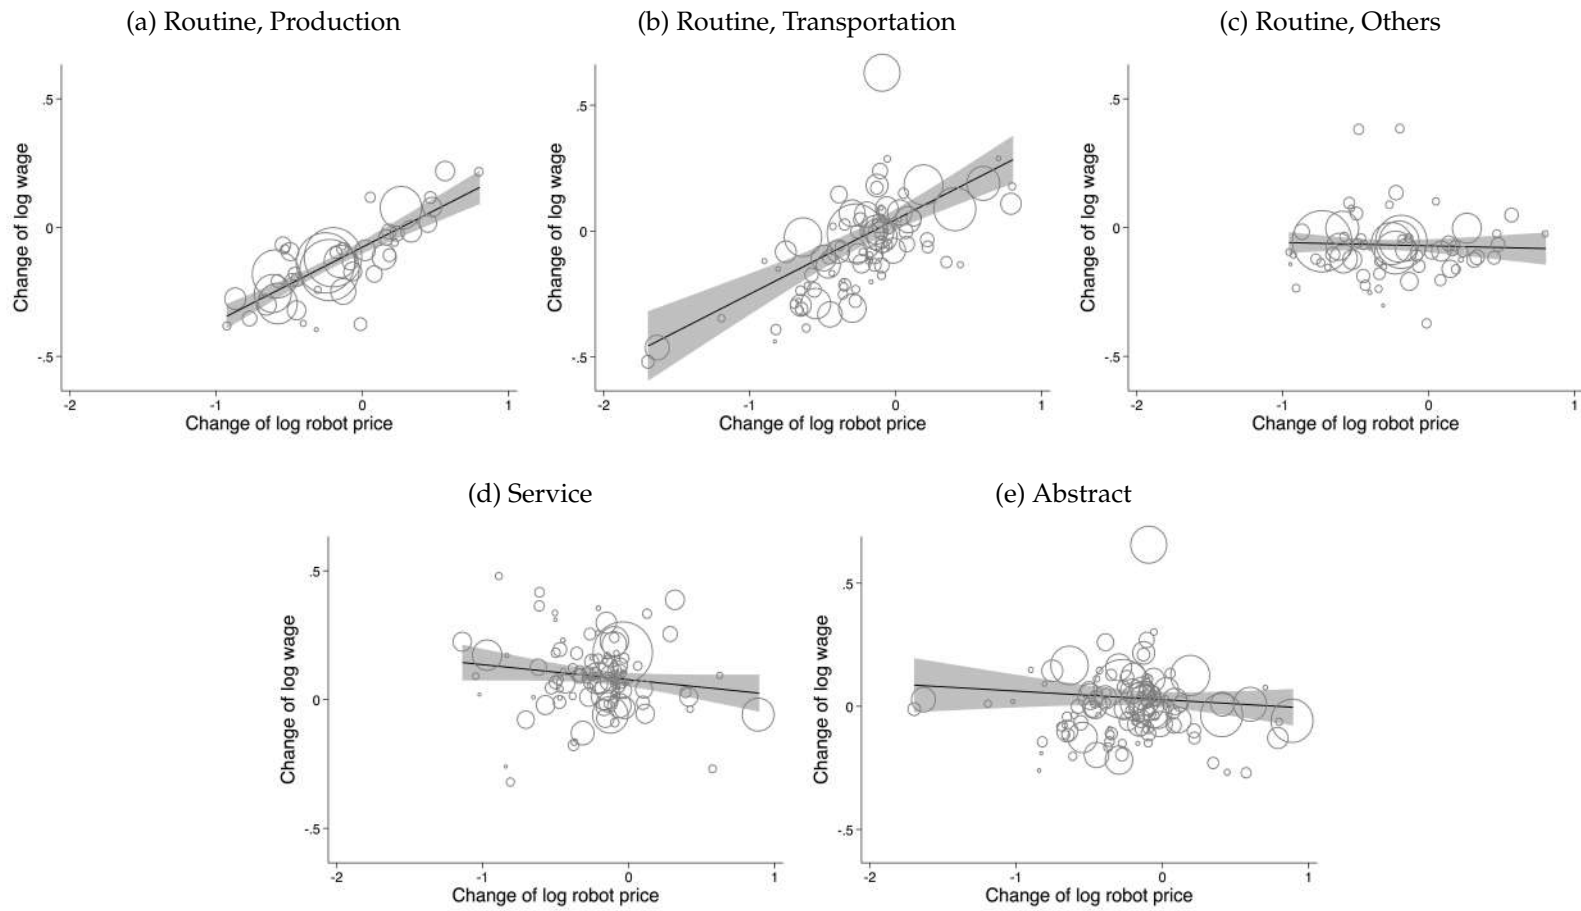 (a) Routine, Production
(b) Routine, Transportation
(c) Routine, Others
.5
0
-.5
Change of log wage
-2
-1
0
1
Change of log robot price
.5
0
-.5
Change of log wage
-2
-1
0
1
Change of log robot price
.5
0
-.5
Change of log wage
-2
-1
0
1
Change of log robot price
(d) Service
(e) Abstract
.5
0
-.5
Change of log wage
-2
-1
0
1
Change of log robot price
.5
0
-.5
Change of log wage
-2
-1
0
1
Change of log robot price